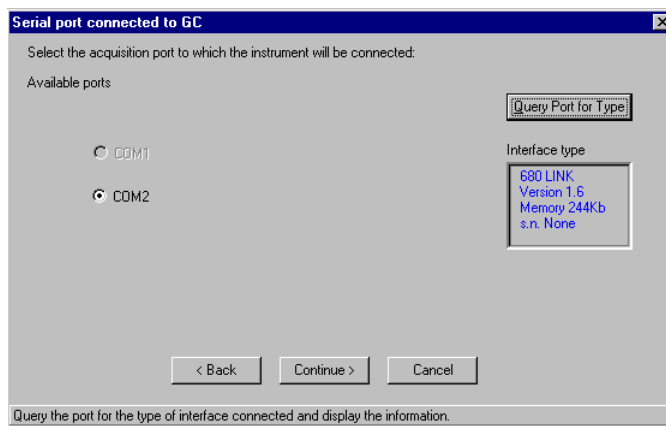 Serial port connected to GC
Select the acquisition port to which the instrument will be connected:
Available ports
Query Port for Type
COM1
Interface type
680 LINK
Version 1.6
Memory 244Kb
s.n. None
COM2
< Back
Continue >
Cancel
Query the port for the type of interface connected and display the information.